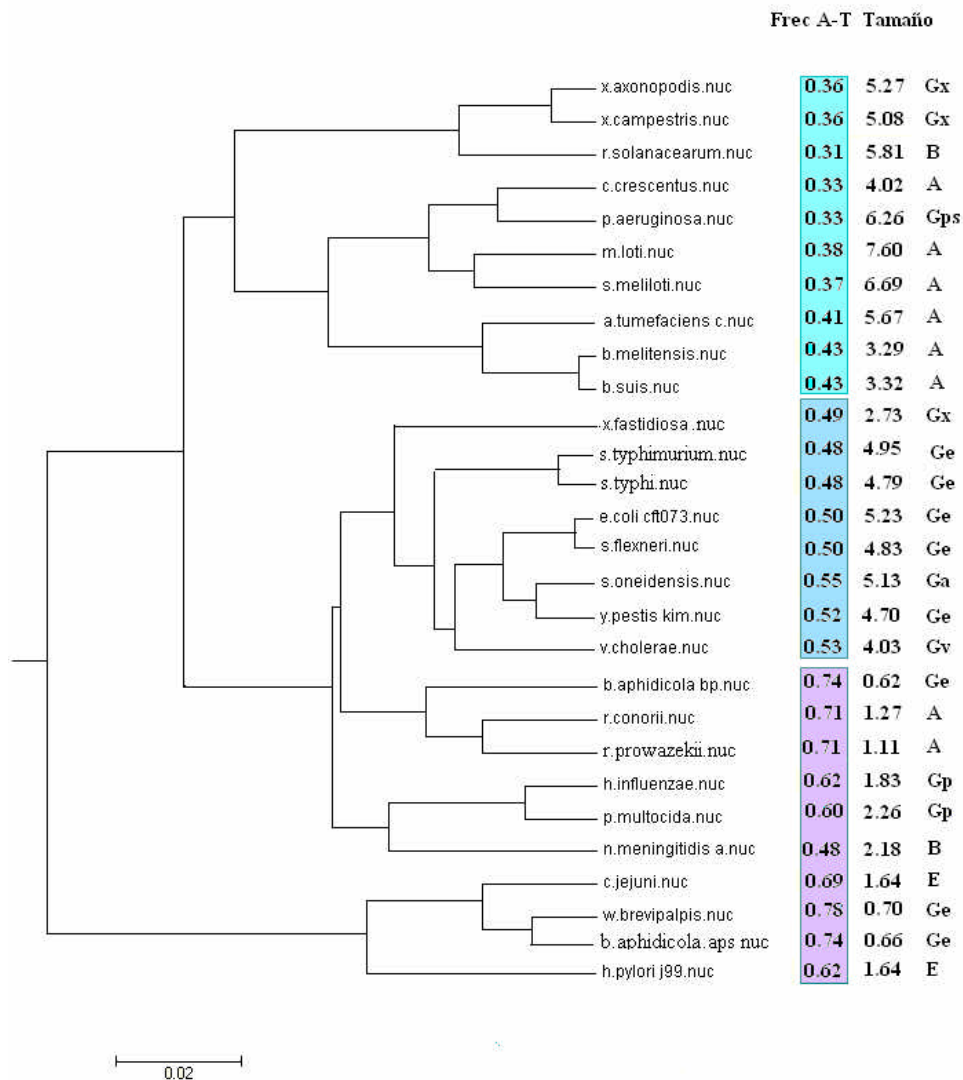 Frec A-T Tamaño
x.axonopodis.nuc 0.36 5.27 Gx
x.campestris.nuc 0.36 5.08 Gx
r.solanacearum.nuc 0.31 5.81 B
c.crescentus.nuc 0.33 4.02 A
p.aeruginosa.nuc 0.33 6.26 Gps
m.loti.nuc 0.38 7.60 A
s.meliloti.nuc 0.37 6.69 A
a.tumefaciens c.nuc 0.41 5.67 A
b.melitensis.nuc 0.43 3.29 A
b.suis.nuc 0.43 3.32 A
x.fastidiosa .nuc 0.49 2.73 Gx
s.typhimurium.nuc 0.48 4.95 Ge
s.typhi.nuc 0.48 4.79 Ge
e.coli cft073.nuc 0.50 5.23 Ge
s.flexneri.nuc 0.50 4.83 Ge
s.oneidensis.nuc 0.55 5.13 Ga
y.pestis kim.nuc 0.52 4.70 Ge
v.cholerae.nuc 0.53 4.03 Gv
b.aphidicola bp.nuc 0.74 0.62 Ge
r.conorii.nuc 0.71 1.27 A
r.prowazekii.nuc 0.71 1.11 A
h.influenzae.nuc 0.62 1.83 Gp
p.multocida.nuc 0.60 2.26 Gp
n.meningitidis a.nuc 0.48 2.18 B
c.jejuni.nuc 0.69 1.64 E
w.brevipalpis.nuc 0.78 0.70 Ge
b.aphidicola.aps.nuc 0.74 0.66 Ge
h.pylori j99.nuc 0.62 1.64 E
0.02